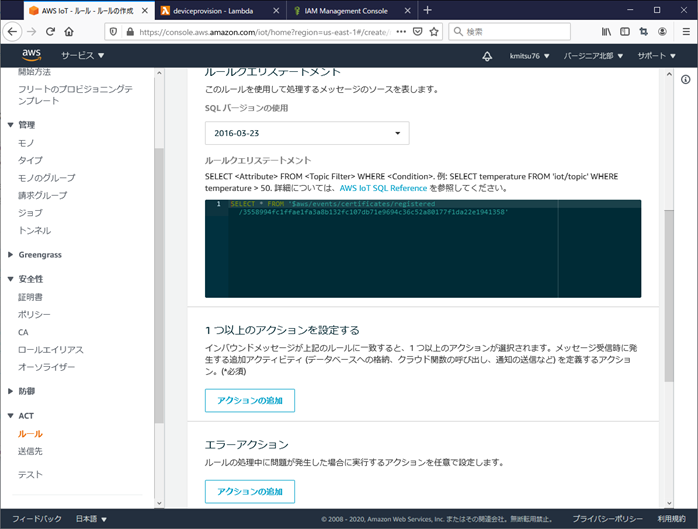 AWS IoT - ルール - ルールの作成
deviceprovision - Lambda
IAM Management Console
https://console.aws.amazon.com/iot/home?region=us-east-1#/create/
検索
aws
サービス
kmitsu76
バージニア北部
サポート
開始方法
フリートのプロビジョニングテ
ンプレート
管理
モノ
タイプ
モノのグループ
請求グループ
ジョブ
トンネル
Greengrass
安全性
証明書
ポリシー
CA
ロールエイリアス
オーソライザー
防御
ACT
ルール
送信先
テスト
ルールクエリステートメント
このルールを使用して処理するメッセージのソースを表します。
SQL バージョンの使用
2016-03-23
ルールクエリステートメント
SELECT <Attribute> FROM <Topic Filter> WHERE <Condition>. 例: SELECT temperature FROM 'iot/topic' WHERE
temperature > 50. 詳細については、AWS IoT SQL Reference を参照してください。
1 SELECT * FROM '$aws/events/certificates/registered
/3558994fc1ffae1fa3a8b132fc107db71e9694c36c52a80177f1da22e1941358'
1 つ以上のアクションを設定する
インバウンドメッセージが上記のルールに一致すると、1 つ以上のアクションが選択されます。メッセージ受信時に発
生する追加アクティビティ (データベースへの格納、クラウド関数の呼び出し、通知の送信など) を定義するアクショ
ン。(*必須)
アクションの追加
エラーアクション
ルールの処理中に問題が発生した場合に実行するアクションを任意で設定します。
アクションの追加
フィードバック
日本語
© 2008 - 2020, Amazon Web Services, Inc. またはその関連会社。無断転用禁止。
プライバシーポリシー
利用規約